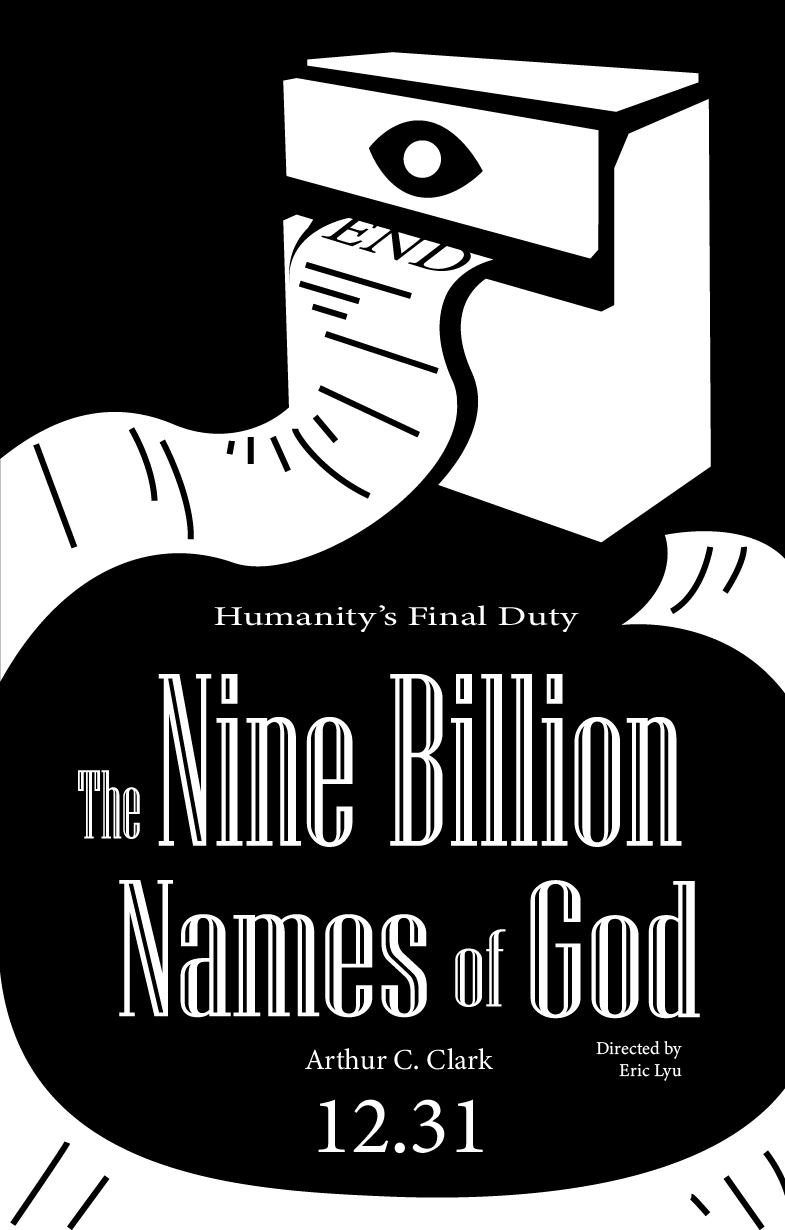 END
Humanity’s Final Duty
The Nine Billion
Names of God
Arthur C. Clark
Directed by
Eric Lyu
12.31